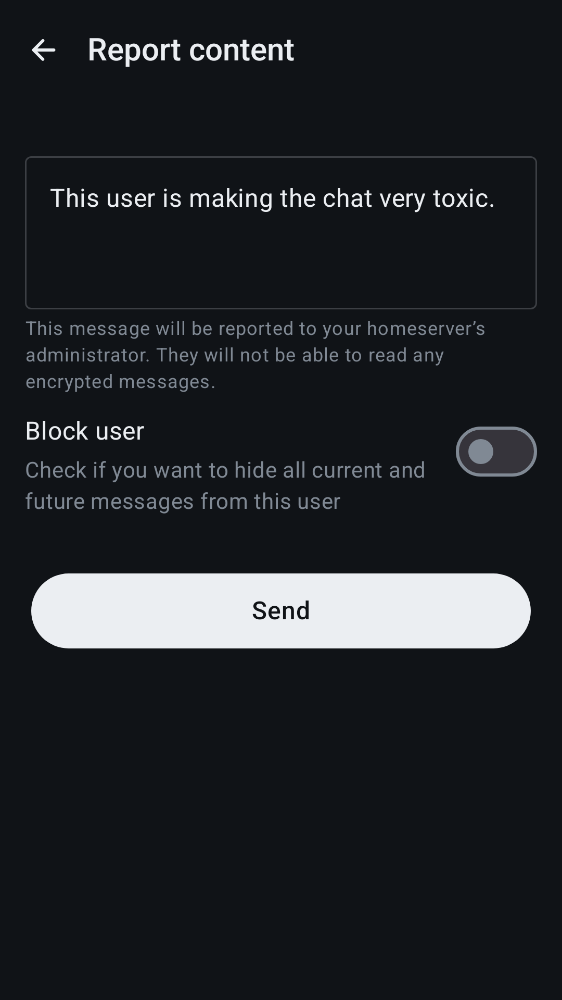 Report content
This user is making the chat very toxic.
This message will be reported to your homeserver’s
administrator. They will not be able to read any
encrypted messages.
Block user
Check if you want to hide all current and
future messages from this user
Send